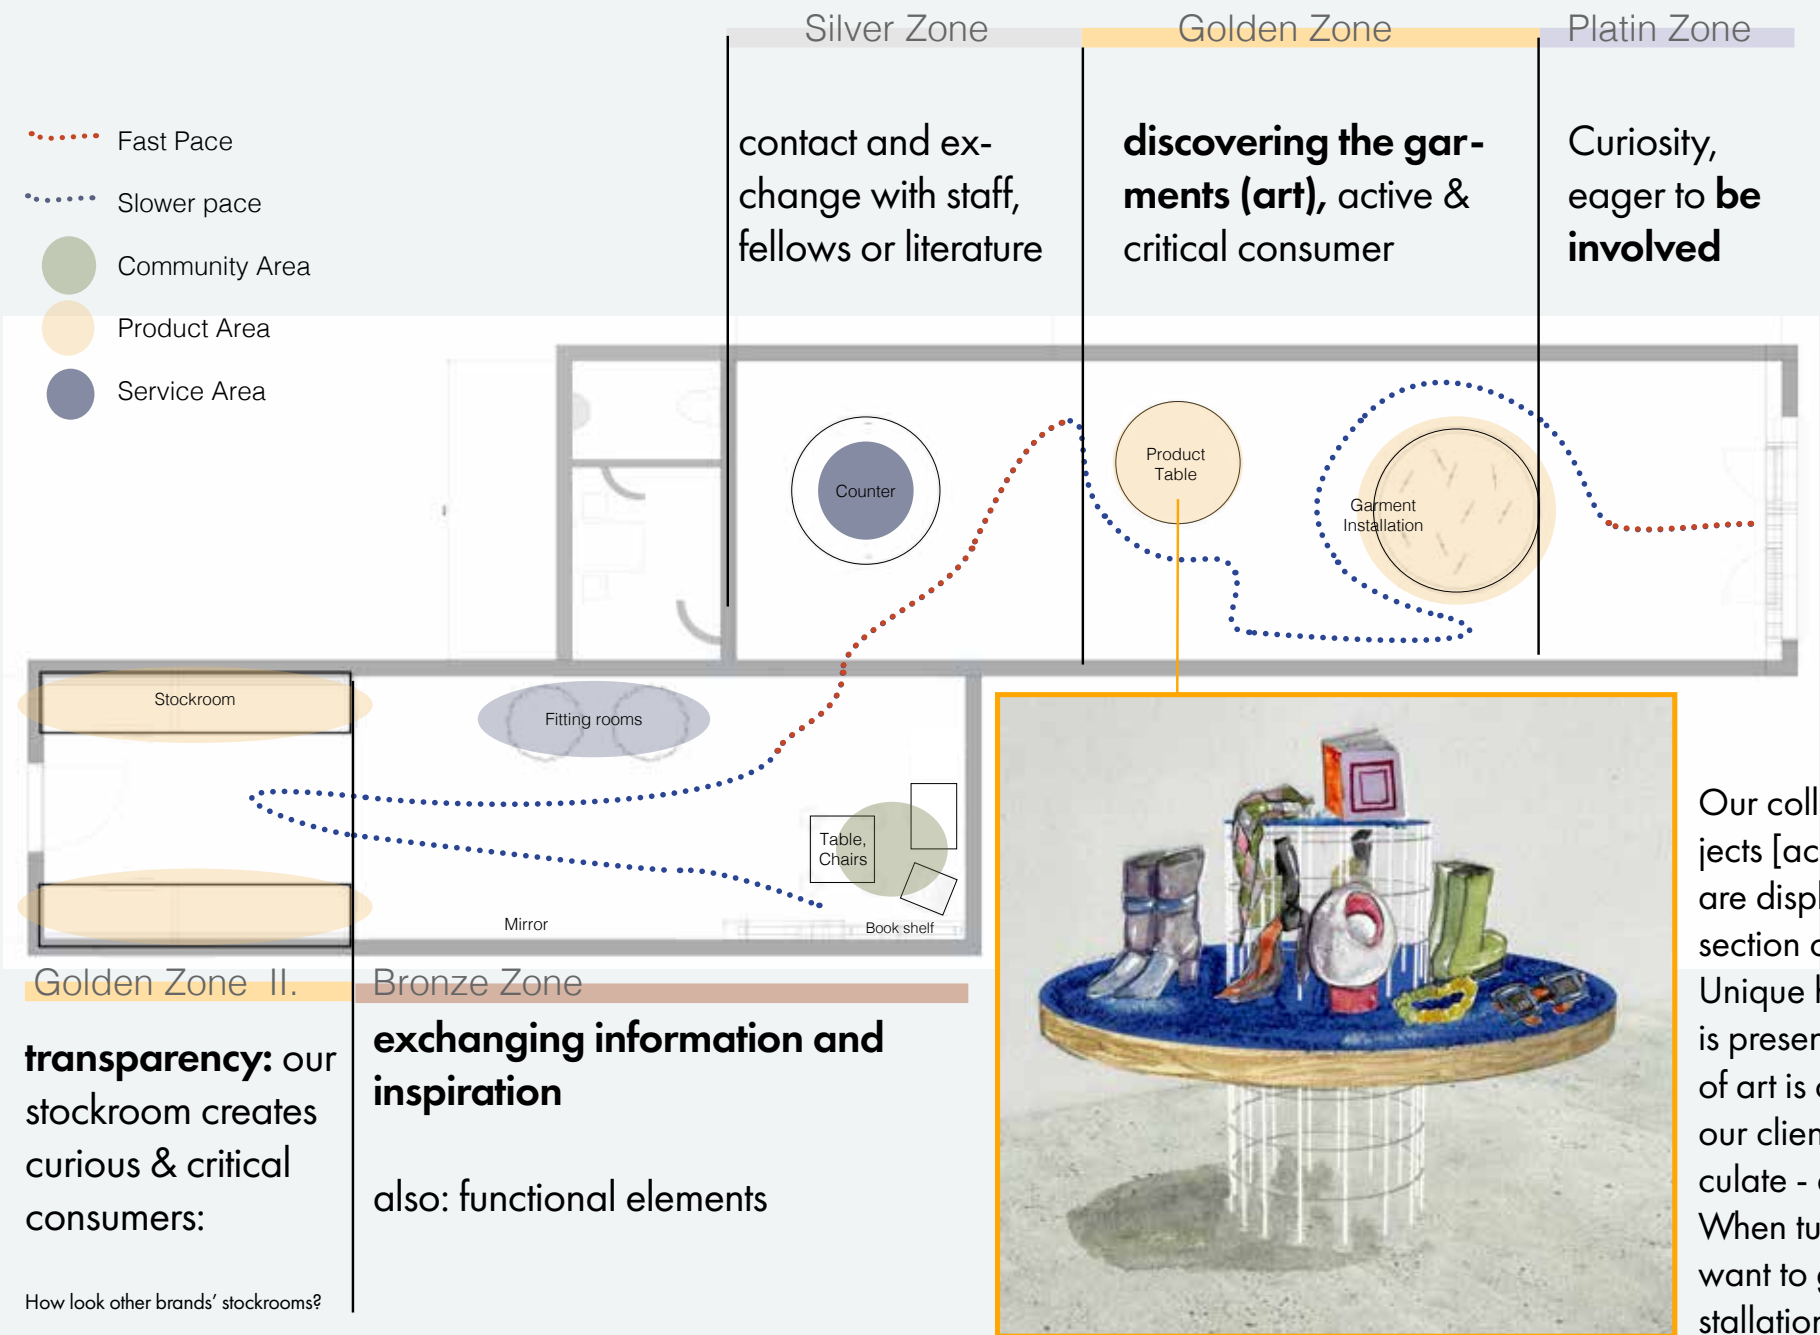 Silver Zone
Golden Zone
Platin Zone
Fast Pace
Slower pace
Community Area
Product Area
Service Area
contact and ex-
change with staff,
fellows or literature
discovering the gar-
ments (art), active &
critical consumer
Curiosity,
eager to be
involved
Counter
Product
Table
Garment
Installation
Stockroom
Fitting rooms
Table,
Chairs
Mirror
Book shelf
Golden Zone II.
Bronze Zone
transparency: our
stockroom creates
curious & critical
consumers:
How look other brands' stockrooms?
exchanging information and
inspiration
also: functional elements
Our coll
jects [ac
are displ
section
Unique
is presen
of art is
our clien
culate -
When tu
want to
stallation